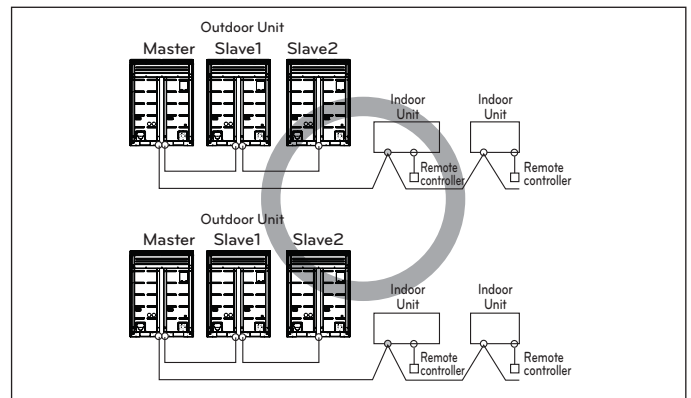 Outdoor Unit
Master Slave1 Slave2
Indoor
Unit
Indoor
Unit
Remote
controller
Remote
controller
Outdoor Unit
Master Slave1 Slave2
Indoor
Unit
Indoor
Unit
Remote
controller
Remote
controller